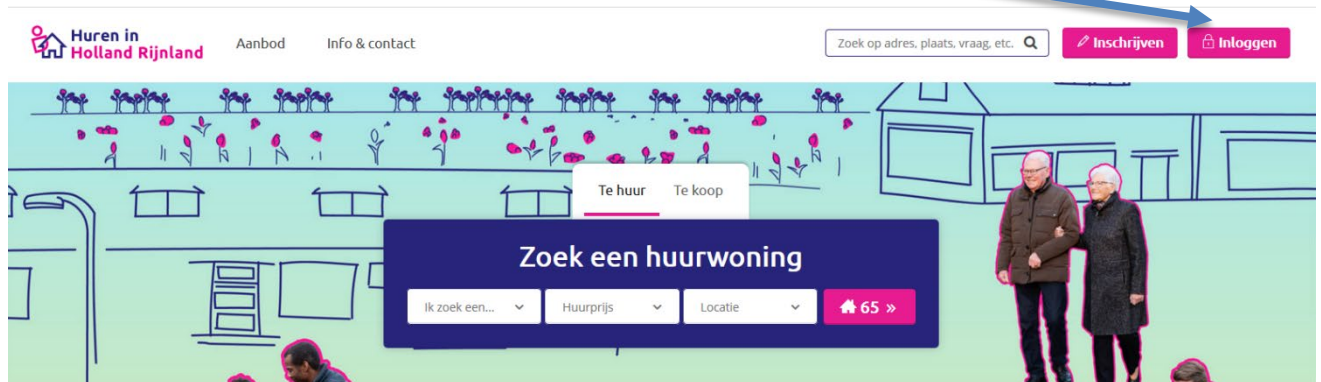 Huren in
Holland Rijnland
Aanbod Info & contact
Zoek op adres, plaats, vraag, etc. Inschrijven Inloggen
Te huur Te koop
Zoek een huurwoning
Ik zoek een... Huurprijs Locatie 65 »